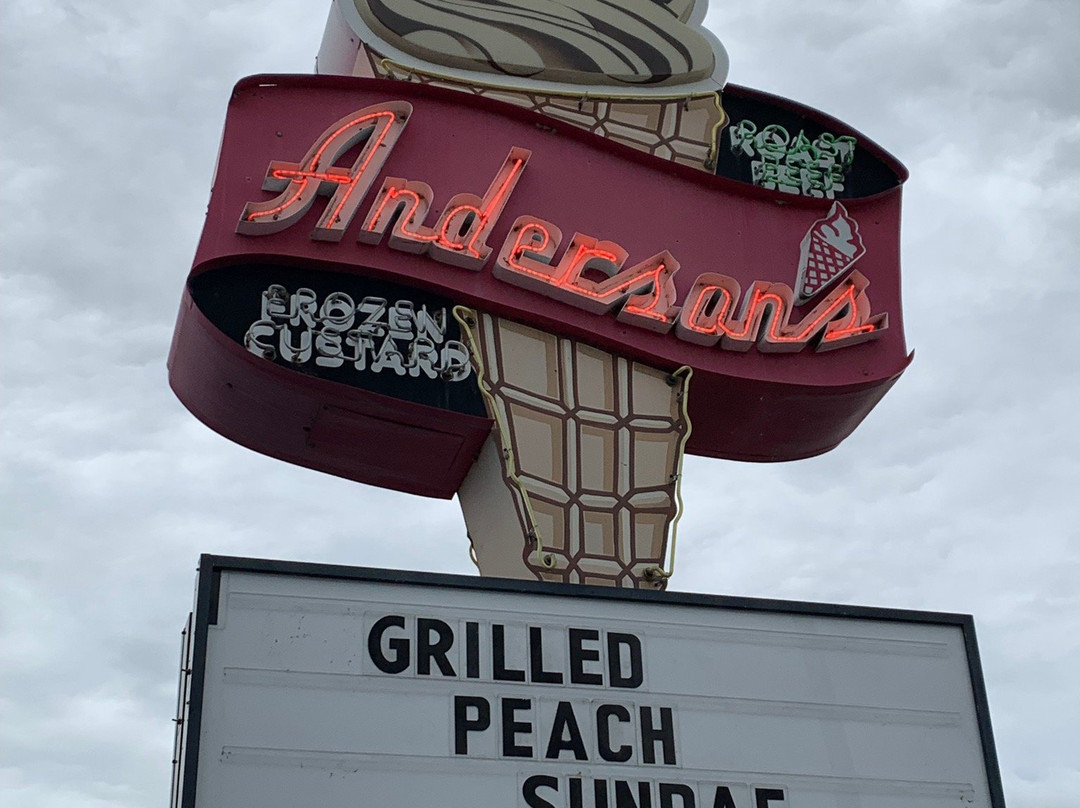 Anderson's
ROAST
BEEF
FROZEN
CUSTARD
GRILLED
PEACH
SUNDAE